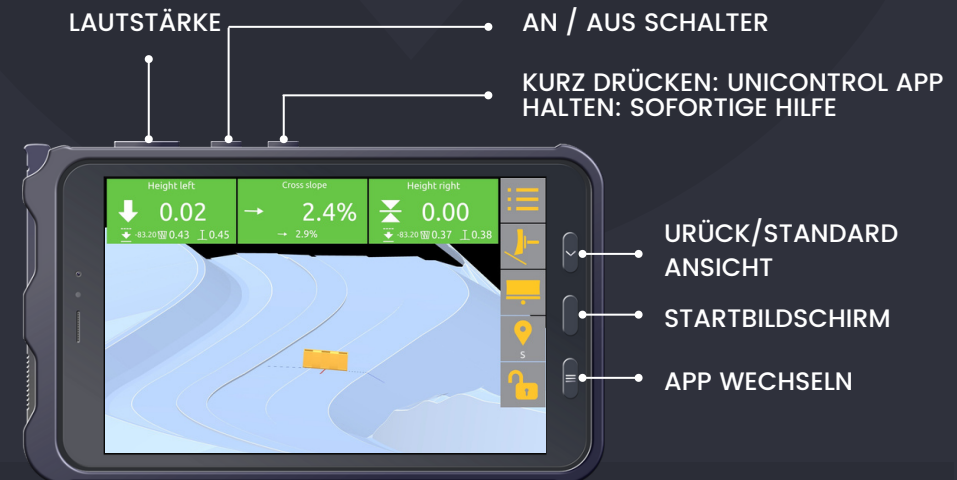 LAUTSTÄRKE
AN / AUS SCHALTER
KURZ DRÜCKEN: UNICONTROL APP
HALTEN: SOFORTIGE HILFE
Height left
Cross slope
Height right
0.02
2.4%
0.00
-83.20 0.43 0.45
2.9%
-83.20 0.37 0.38
S
URÜCK/STANDARD
ANSICHT
STARTBILDSCHIRM
APP WECHSELN